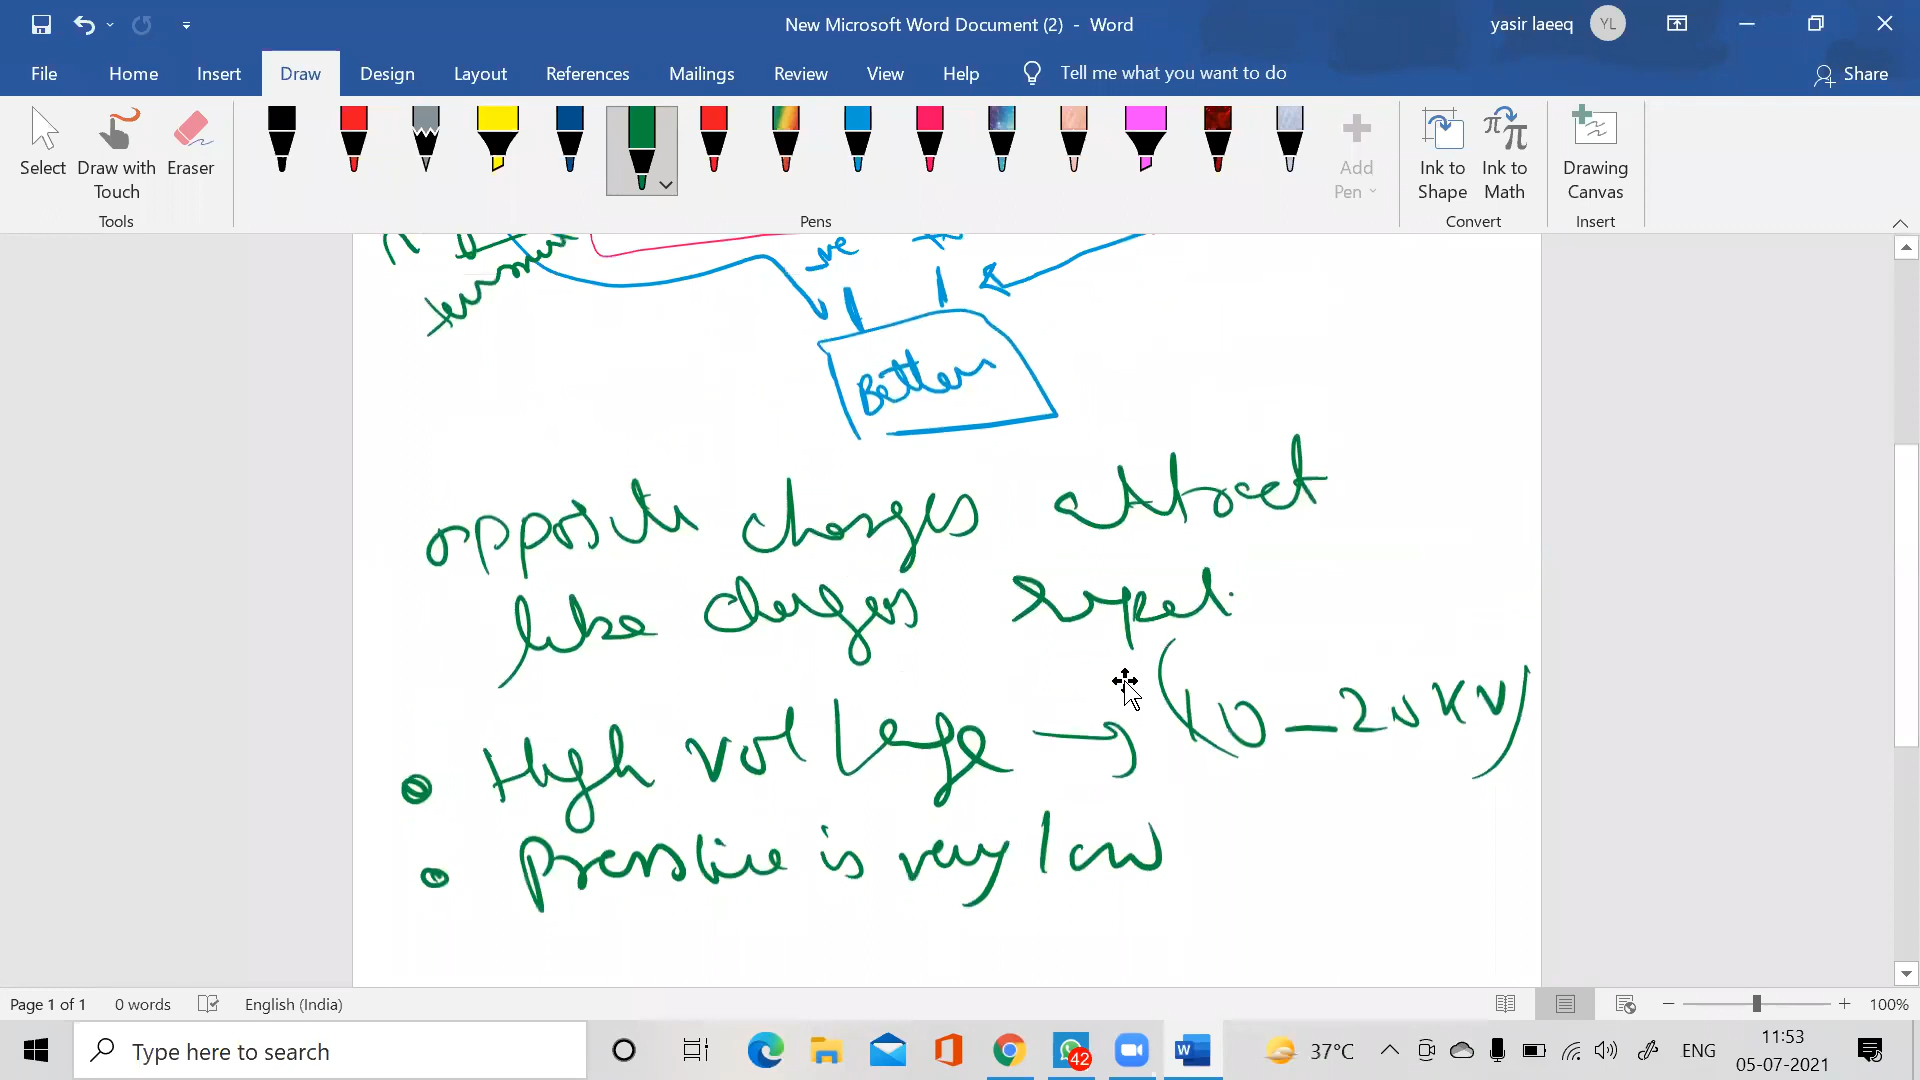 New Microsoft Word Document (2) - Word
yasir laeeq YL
File Home Insert Draw Design Layout References Mailings Review View Help Tell me what you want to do Share
Select Draw with Touch Eraser
Add Pen
Ink to Shape Ink to Math Drawing Canvas
Tools Pens Convert Insert
-ve
opposite charges attract
like charges repel.
High voltage → (10-20KV)
Pressure is very low
Page 1 of 1 0 words English (India) 100%
Type here to search 42 37°C ENG 11:53
05-07-2021